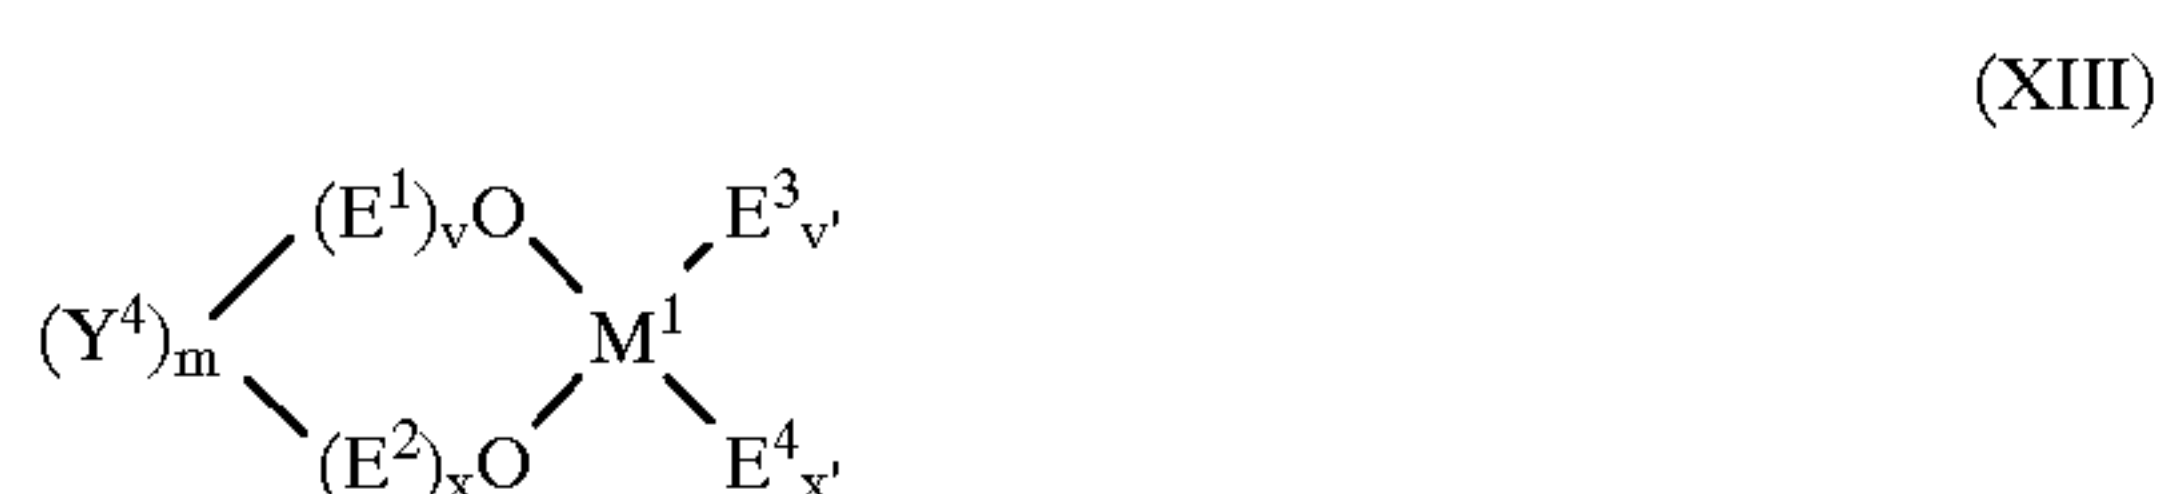 (XIII)
(E¹)ᵥO E³ᵥ'
(Y⁴)ₘ M¹
(E²)ₓO E⁴ₓ'